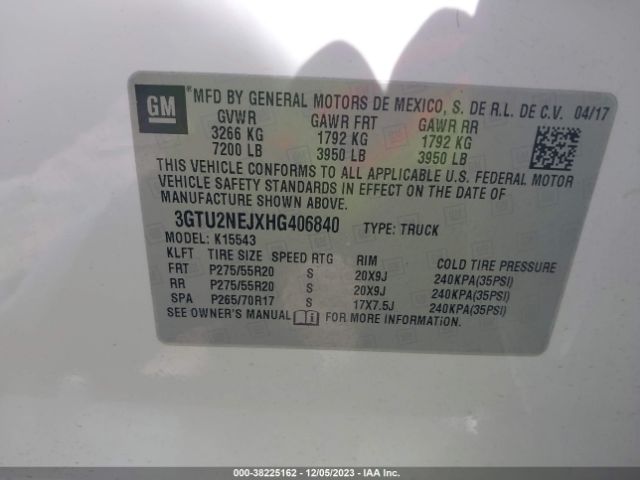 GM ® MFD BY GENERAL MOTORS DE MEXICO, S. DE R.L. DE C.V. 04/17
GVWR GAWR FRT GAWR RR
3266 KG 1792 KG 1792 KG
7200 LB 3950 LB 3950 LB
THIS VEHICLE CONFORMS TO ALL APPLICABLE U.S. FEDERAL MOTOR
VEHICLE SAFETY STANDARDS IN EFFECT ON THE DATE OF
MANUFACTURE SHOWN ABOVE.
3GTU2NEJXHG406840 TYPE: TRUCK
MODEL: K15543
KLFT TIRE SIZE SPEED RTG RIM COLD TIRE PRESSURE
FRT P275/55R20 S 20X9J 240KPA(35PSI)
RR P275/55R20 S 20X9J 240KPA(35PSI)
SPA P265/70R17 S 17X7.5J 240KPA(35PSI)
SEE OWNER'S MANUAL FOR MORE INFORMATION.
000-38225162 - 12/05/2023 - IAA Inc.